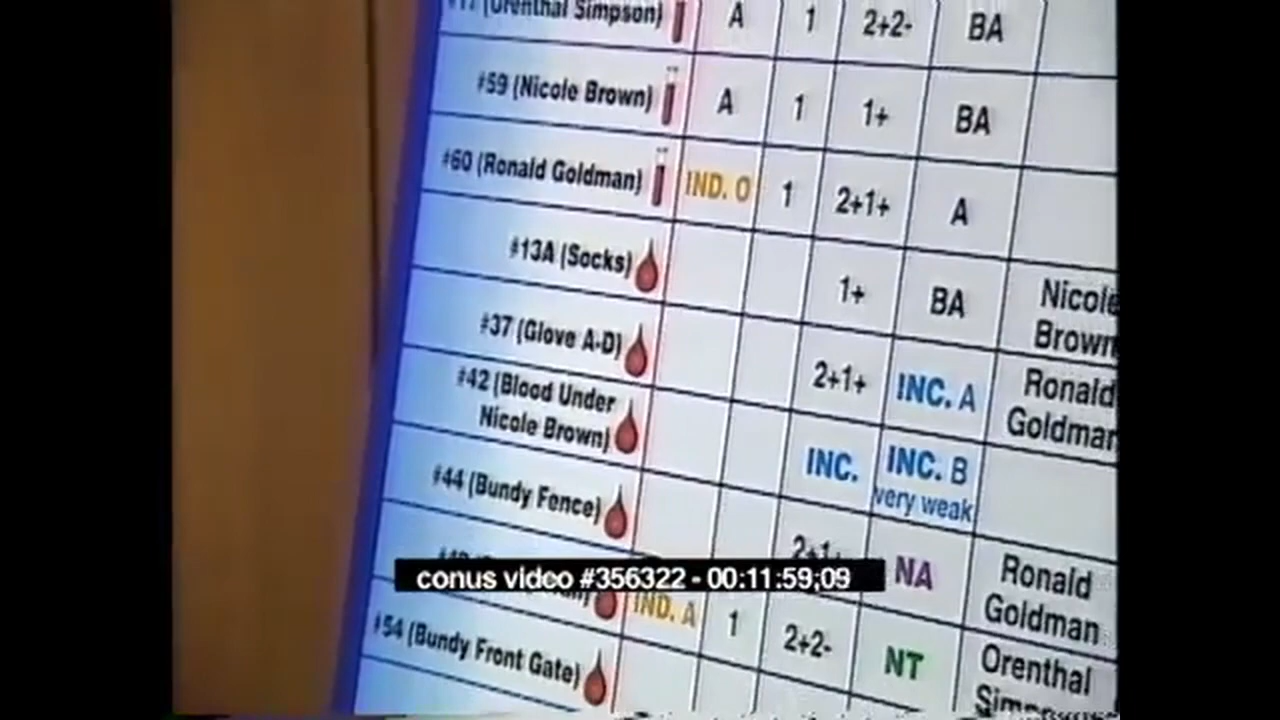 (Orenthal Simpson) A 1 2+2- BA
#59 (Nicole Brown) A 1 1+ BA
#60 (Ronald Goldman) IND. O 1 2+1+ A
#13A (Socks) 1+ BA Nicole
Brown
#37 (Glove A-D) 2+1+ INC. A Ronald
Goldman
#42 (Blood Under
Nicole Brown) INC. INC. B
very weak
#44 (Bundy Fence) 2+1+ NA Ronald
Goldman
conus video #356322 - 00:11:59;09
IND. A 1 2+2- NT Orenthal
Simpson
#54 (Bundy Front Gate)